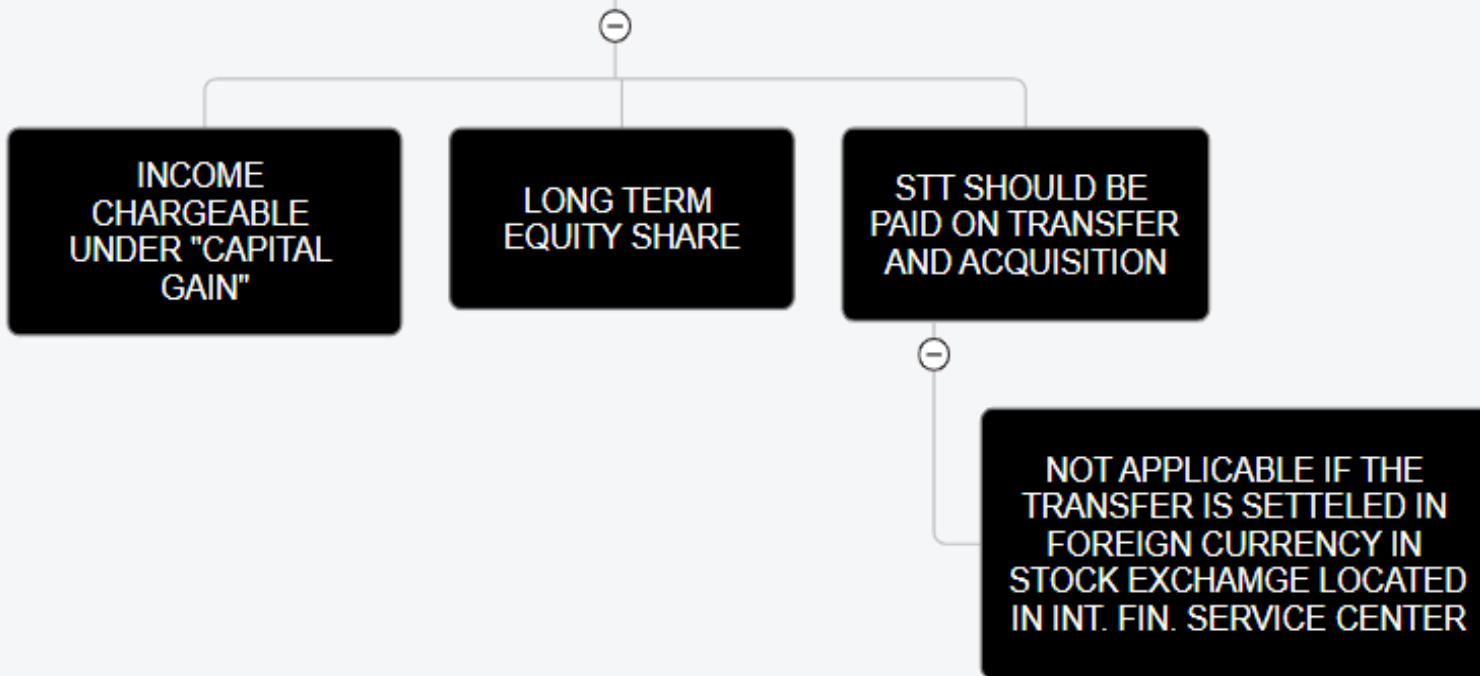 INCOME
CHARGEABLE
UNDER "CAPITAL
GAIN"
LONG TERM
EQUITY SHARE
STT SHOULD BE
PAID ON TRANSFER
AND ACQUISITION
NOT APPLICABLE IF THE
TRANSFER IS SETTELED IN
FOREIGN CURRENCY IN
STOCK EXCHAMGE LOCATED
IN INT. FIN. SERVICE CENTER